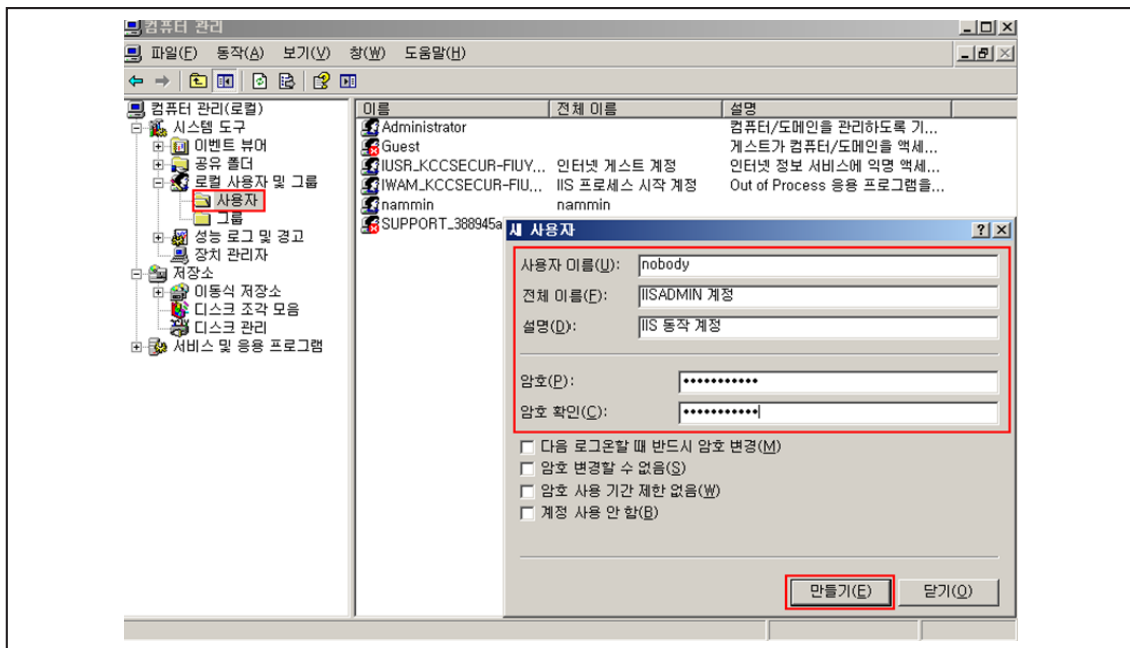 컴퓨터 관리
파일(F) 동작(A) 보기(V) 창(W) 도움말(H)
컴퓨터 관리(로컬)
시스템 도구
이벤트 뷰어
공유 폴더
로컬 사용자 및 그룹
사용자
그룹
성능 로그 및 경고
장치 관리자
저장소
이동식 저장소
디스크 조각 모음
디스크 관리
서비스 및 응용 프로그램
이름 전체 이름 설명
Administrator 컴퓨터/도메인을 관리하도록 기...
Guest 게스트가 컴퓨터/도메인을 액세...
IUSR_KCCSECUR-FIUY... 인터넷 게스트 계정 인터넷 정보 서비스에 익명 액세...
IWAM_KCCSECUR-FIU... IIS 프로세스 시작 계정 Out of Process 응용 프로그램을...
nammin nammin
SUPPORT_388945a
새 사용자
사용자 이름(U): nobody
전체 이름(F): IISADMIN 계정
설명(D): IIS 동작 계정
암호(P): •••••••••••
암호 확인(C): •••••••••••
다음 로그온할 때 반드시 암호 변경(M)
암호 변경할 수 없음(S)
암호 사용 기간 제한 없음(W)
계정 사용 안 함(B)
만들기(E) 닫기(O)